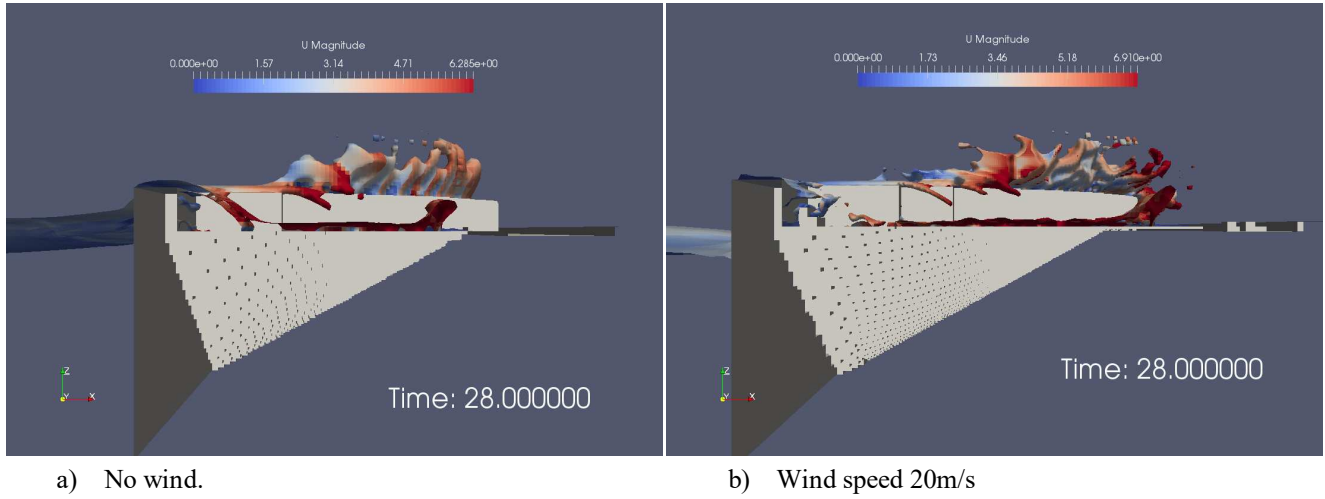 U Magnitude
0.000e+00 1.57 3.14 4.71 6.285e+00
Z
Y X
Time: 28.000000
U Magnitude
0.000e+00 1.73 3.46 5.18 6.910e+00
Z
Y X
Time: 28.000000
a) No wind.
b) Wind speed 20m/s